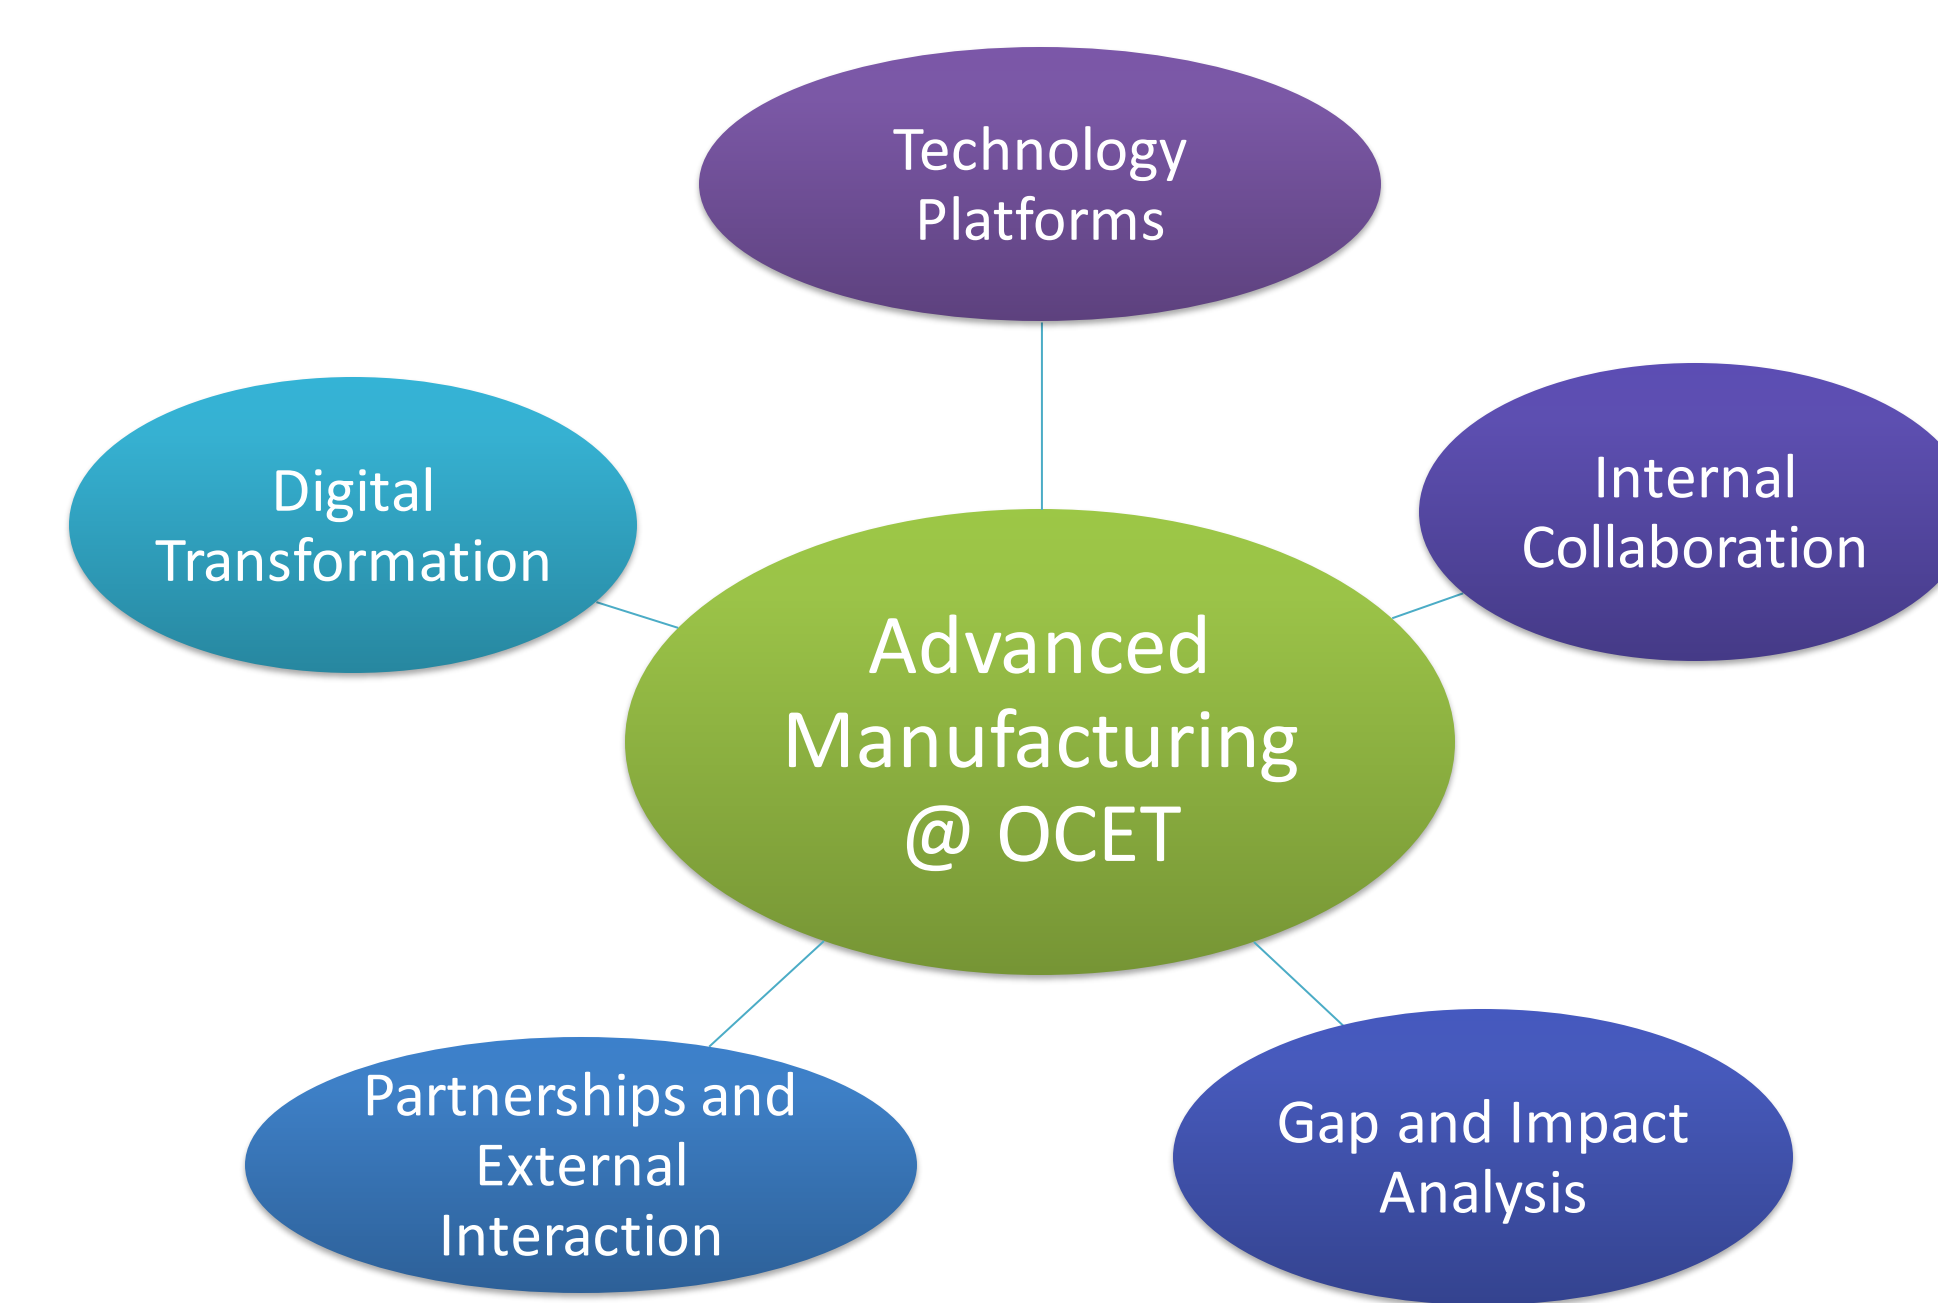 Technology
Platforms
Digital
Transformation
Internal
Collaboration
Advanced
Manufacturing
@ OCET
Partnerships and
External
Interaction
Gap and Impact
Analysis